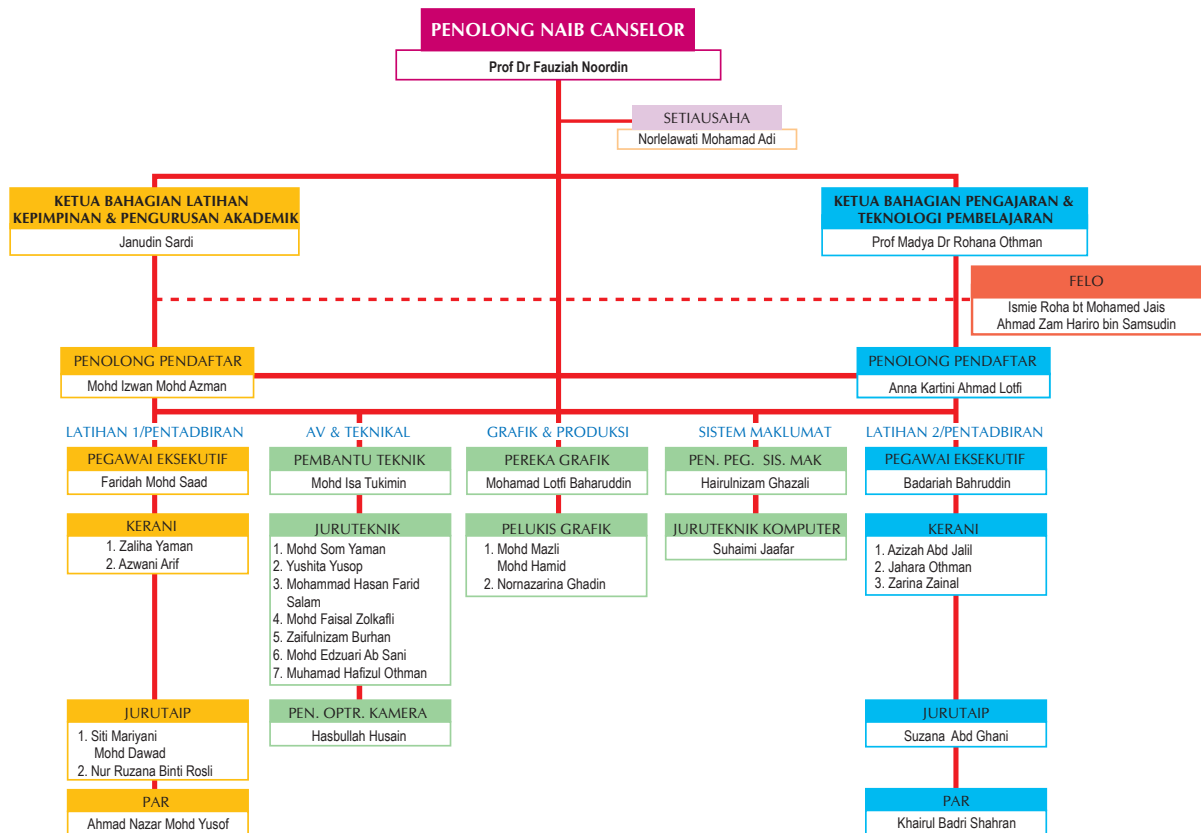 PENOLONG NAIB CANSELOR
Prof Dr Fauziah Noordin
SETIAUSAHA
Norlelawati Mohamad Adi
KETUA BAHAGIAN LATIHAN
KEPIMPINAN & PENGURUSAN AKADEMIK
Janudin Sardi
KETUA BAHAGIAN PENGAJARAN &
TEKNOLOGI PEMBELAJARAN
Prof Madya Dr Rohana Othman
FELO
Ismie Roha bt Mohamed Jais
Ahmad Zam Hariro bin Samsudin
PENOLONG PENDAFTAR
Mohd Izwan Mohd Azman
PENOLONG PENDAFTAR
Anna Kartini Ahmad Lotfi
LATIHAN 1/PENTADBIRAN
PEGAWAI EKSEKUTIF
Faridah Mohd Saad
KERANI
1. Zaliha Yaman
2. Azwani Arif
JURUTAIP
1. Siti Mariyani
Mohd Dawad
2. Nur Ruzana Binti Rosli
PAR
Ahmad Nazar Mohd Yusof
AV & TEKNIKAL
PEMBANTU TEKNIK
Mohd Isa Tukimin
JURUTEKNIK
1. Mohd Som Yaman
2. Yushita Yusop
3. Mohammad Hasan Farid
Salam
4. Mohd Faisal Zolkafli
5. Zaifulnizam Burhan
6. Mohd Edzuari Ab Sani
7. Muhamad Hafizul Othman
PEN. OPTR. KAMERA
Hasbullah Husain
GRAFIK & PRODUKSI
PEREKA GRAFIK
Mohamad Lotfi Baharuddin
PELUKIS GRAFIK
1. Mohd Mazli
Mohd Hamid
2. Nornazarina Ghadin
SISTEM MAKLUMAT
PEN. PEG. SIS. MAK
Hairulnizam Ghazali
JURUTEKNIK KOMPUTER
Suhaimi Jaafar
LATIHAN 2/PENTADBIRAN
PEGAWAI EKSEKUTIF
Badariah Bahruddin
KERANI
1. Azizah Abd Jalil
2. Jahara Othman
3. Zarina Zainal
JURUTAIP
Suzana Abd Ghani
PAR
Khairul Badri Shahran